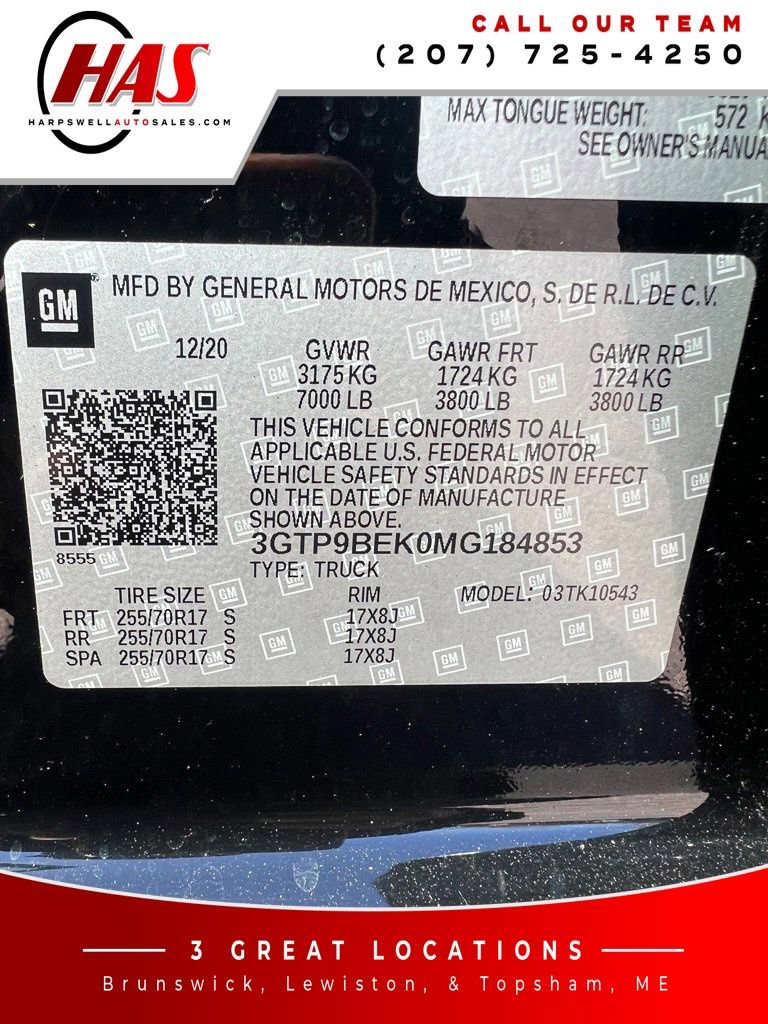 HAS
HARPSWELLAUTOSALES.COM
CALL OUR TEAM
(207) 725-4250
MAX TONGUE WEIGHT: 572 K
SEE OWNER'S MANUA
GM
®
MFD BY GENERAL MOTORS DE MEXICO, S. DE R.L. DE C.V.
12/20 GVWR GAWR FRT GAWR RR
3175 KG 1724 KG 1724 KG
7000 LB 3800 LB 3800 LB
THIS VEHICLE CONFORMS TO ALL
APPLICABLE U.S. FEDERAL MOTOR
VEHICLE SAFETY STANDARDS IN EFFECT
ON THE DATE OF MANUFACTURE
SHOWN ABOVE.
8555
3GTP9BEK0MG184853
TYPE: TRUCK
TIRE SIZE RIM MODEL: 03TK10543
FRT 255/70R17 S 17X8J
RR 255/70R17 S 17X8J
SPA 255/70R17 S 17X8J
3 GREAT LOCATIONS
Brunswick, Lewiston, & Topsham, ME